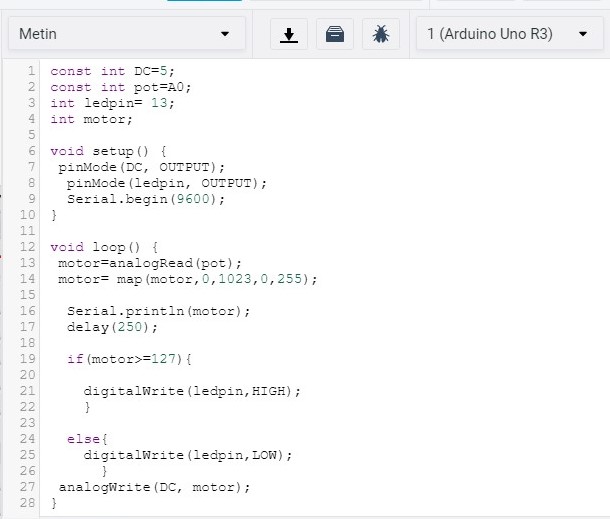 Metin
1 (Arduino Uno R3)
1 const int DC=5;
2 const int pot=A0;
3 int ledpin= 13;
4 int motor;
5
6 void setup() {
7 pinMode(DC, OUTPUT);
8 pinMode(ledpin, OUTPUT);
9 Serial.begin(9600);
10 }
11
12 void loop() {
13 motor=analogRead(pot);
14 motor= map(motor,0,1023,0,255);
15
16 Serial.println(motor);
17 delay(250);
18
19 if(motor>=127){
20
21 digitalWrite(ledpin,HIGH);
22 }
23
24 else{
25 digitalWrite(ledpin,LOW);
26 }
27 analogWrite(DC, motor);
28 }